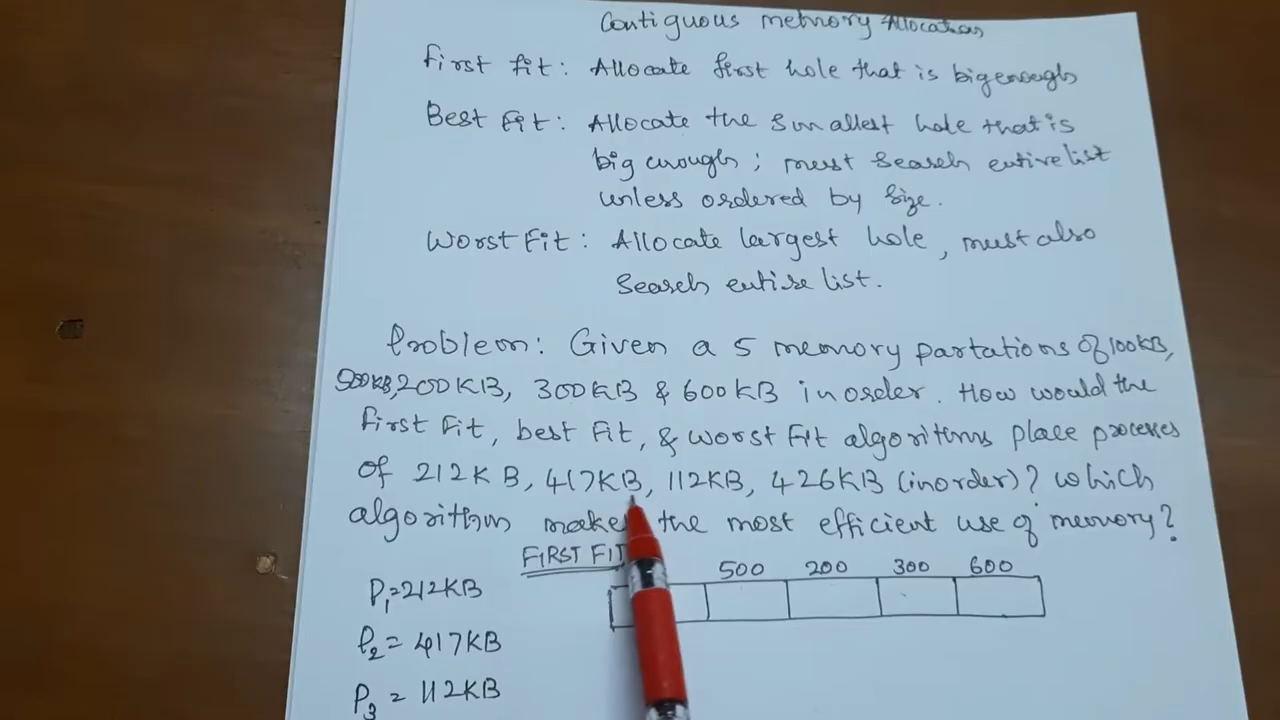 Contiguous memory Allocation
First fit: Allocate first hole that is big enough
Best Fit: Allocate the smallest hole that is
big enough; must search entire list
unless ordered by size.
Worst Fit: Allocate largest hole, must also
Search entire list.
Problem: Given a 5 memory partations of 100KB,
500KB, 200KB, 300KB & 600KB in order. How would the
First Fit, best Fit, & worst Fit algorithms place processes
of 212KB, 417KB, 112KB, 426KB (inorder)? which
algorithm make the most efficient use of memory?
FIRST FIT
500 200 300 600
P1=212KB
P2= 417KB
P3 = 112KB